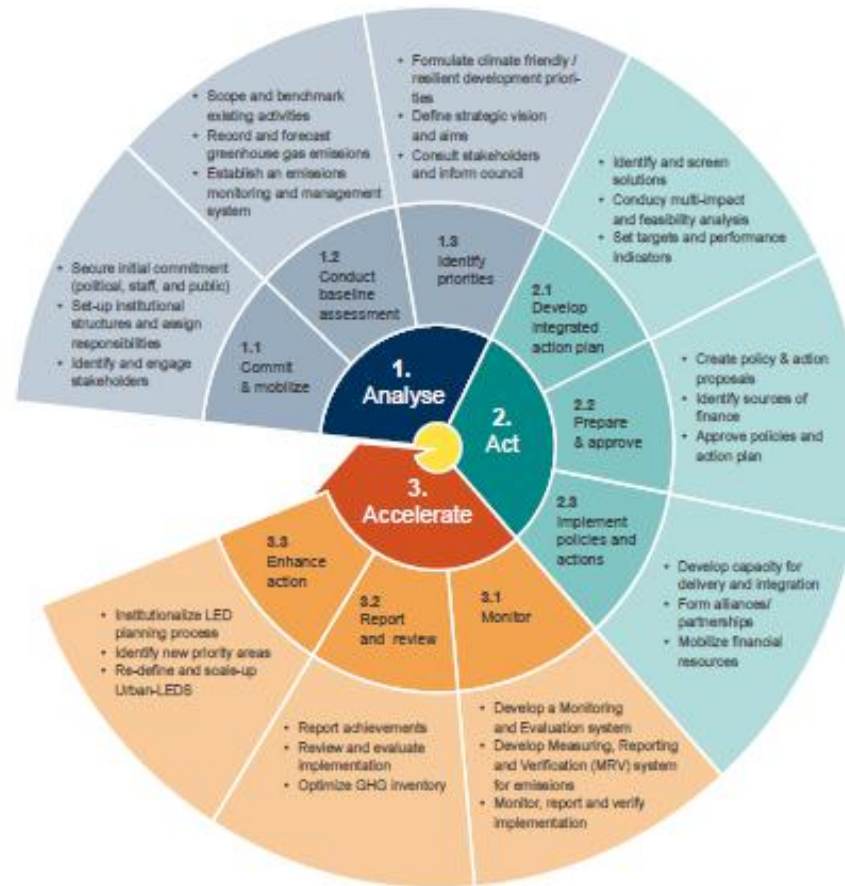 1.
Analyse
1.1
Commit
& mobilize
• Secure initial commitment
(political, staff, and public)
• Set-up institutional
structures and assign
responsibilities
• Identify and engage
stakeholders
1.2
Conduct
baseline
assessment
• Scope and benchmark
existing activities
• Record and forecast
greenhouse gas emissions
• Establish an emissions
monitoring and management
system
1.3
Identify
priorities
• Formulate climate friendly /
resilient development priori-
ties
• Define strategic vision
and aims
• Consult stakeholders
and inform council
2.
Act
2.1
Develop
integrated
action plan
• Identify and screen
solutions
• Conducy multi-impact
and feasibility analysis
• Set targets and performance
indicators
2.2
Prepare
& approve
• Create policy & action
proposals
• Identify sources of
finance
• Approve policies and
action plan
2.3
Implement
policies and
actions
• Develop capacity for
delivery and integration
• Form alliances/
partnerships
• Mobilize financial
resources
3.
Accelerate
3.1
Monitor
• Develop a Monitoring
and Evaluation system
• Develop Measuring, Reporting
and Verification (MRV) system
for emissions
• Monitor, report and verify
implementation
3.2
Report
and review
• Report achievements
• Review and evaluate
implementation
• Optimize GHG inventory
3.3
Enhance
action
• Institutionalize LED
planning process
• Identify new priority areas
• Re-define and scale-up
Urban-LEDS